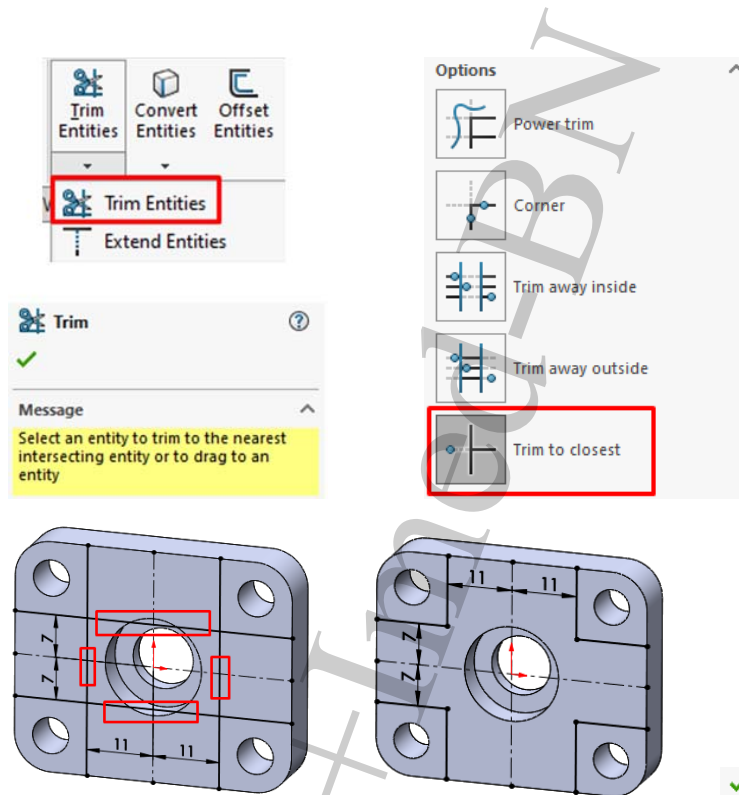 Trim
Entities
Convert
Entities
Offset
Entities
Trim Entities
Extend Entities
Options
Power trim
Corner
Trim away inside
Trim away outside
Trim to closest
Trim
Message
Select an entity to trim to the nearest
intersecting entity or to drag to an
entity
7
7
11 11
11 11
7
7